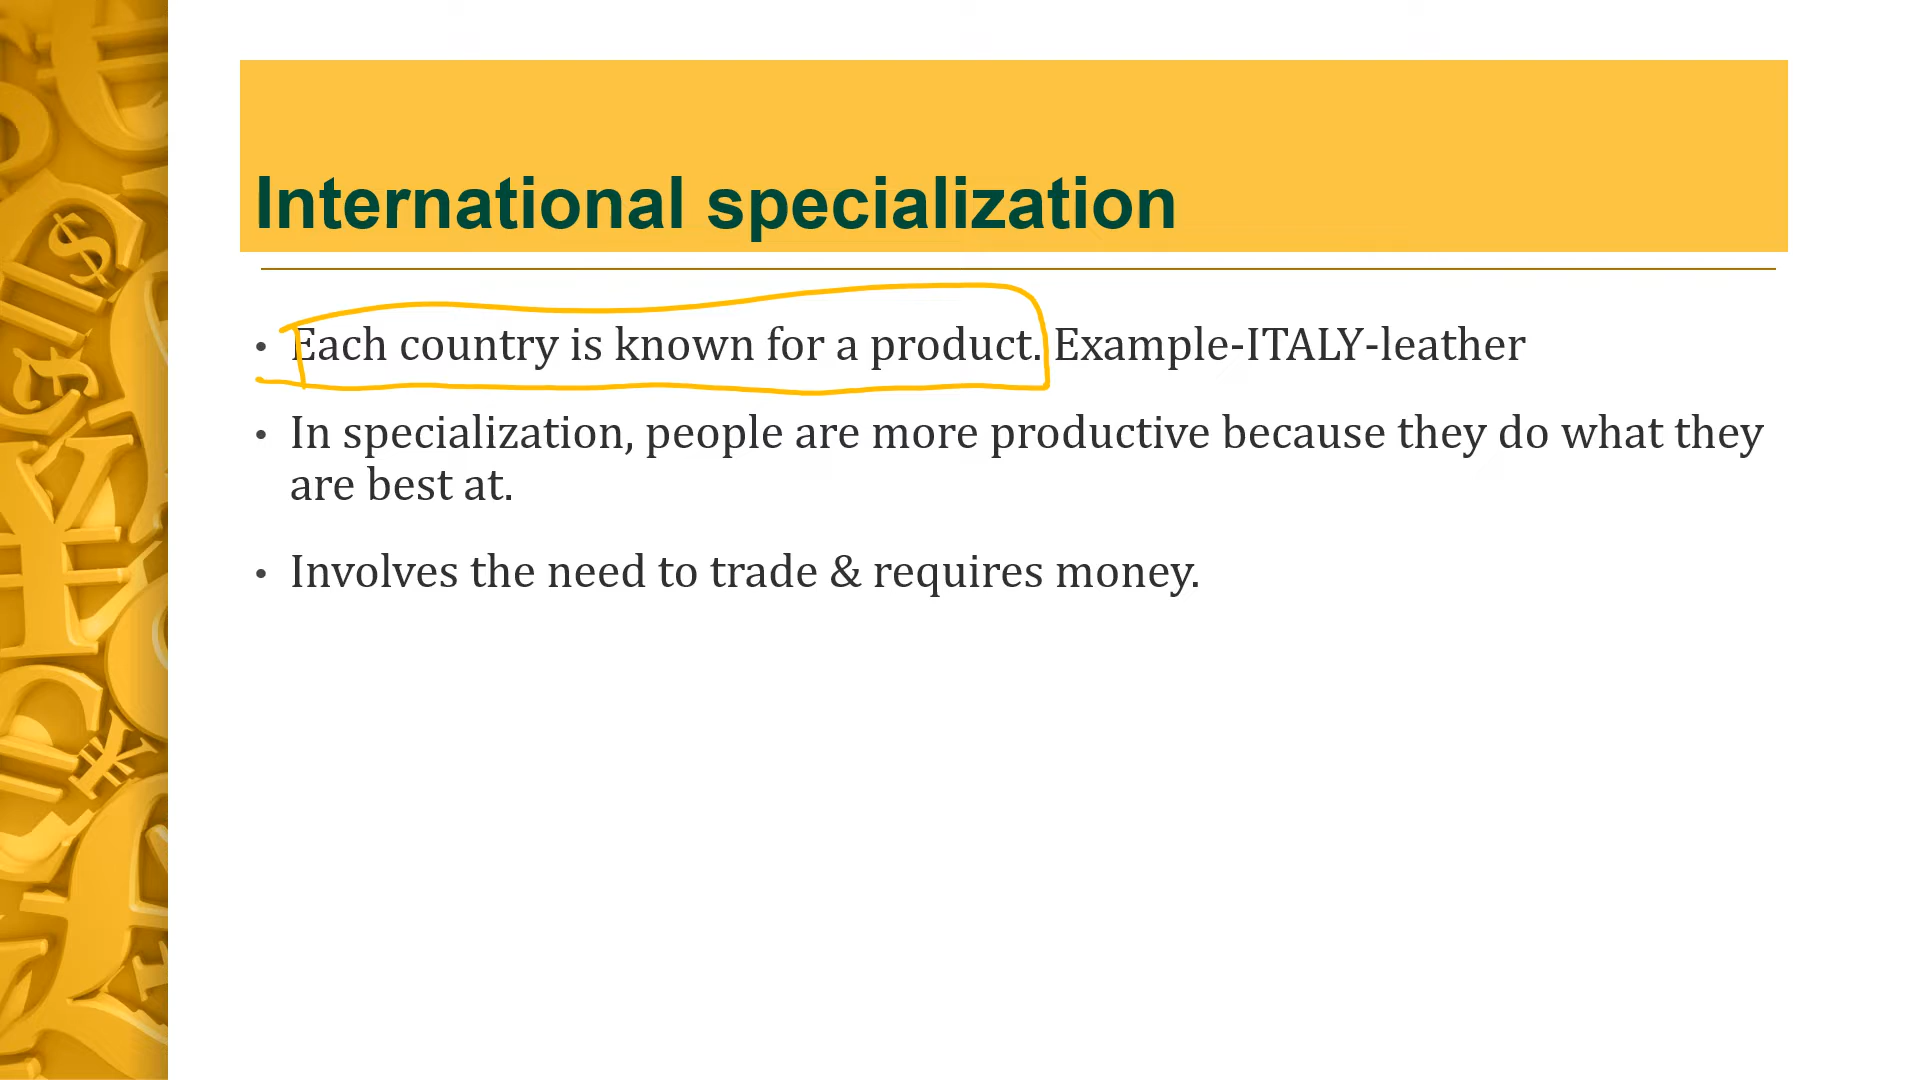 International specialization
• Each country is known for a product. Example-ITALY-leather
• In specialization, people are more productive because they do what they
are best at.
• Involves the need to trade & requires money.